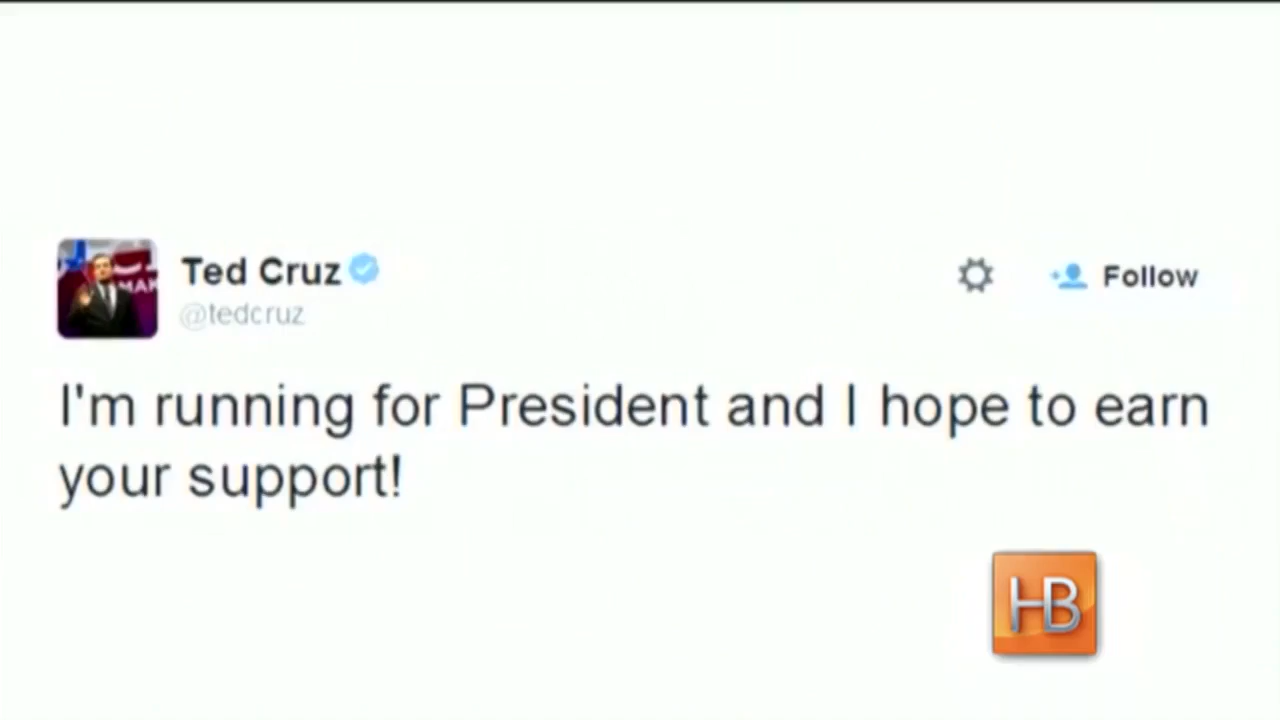 Ted Cruz
@tedcruz
Follow
I'm running for President and I hope to earn
your support!
HB